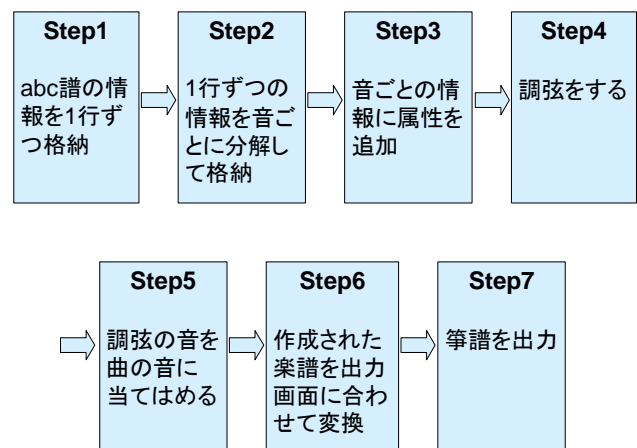 Step1
abc譜の情
報を1行ず
つ格納
Step2
1行ずつの
情報を音ご
とに分解し
て格納
Step3
音ごとの情
報に属性を
追加
Step4
調弦をする
Step5
調弦の音を
曲の音に
当てはめる
Step6
作成された
楽譜を出力
画面に合わ
せて変換
Step7
箏譜を出力